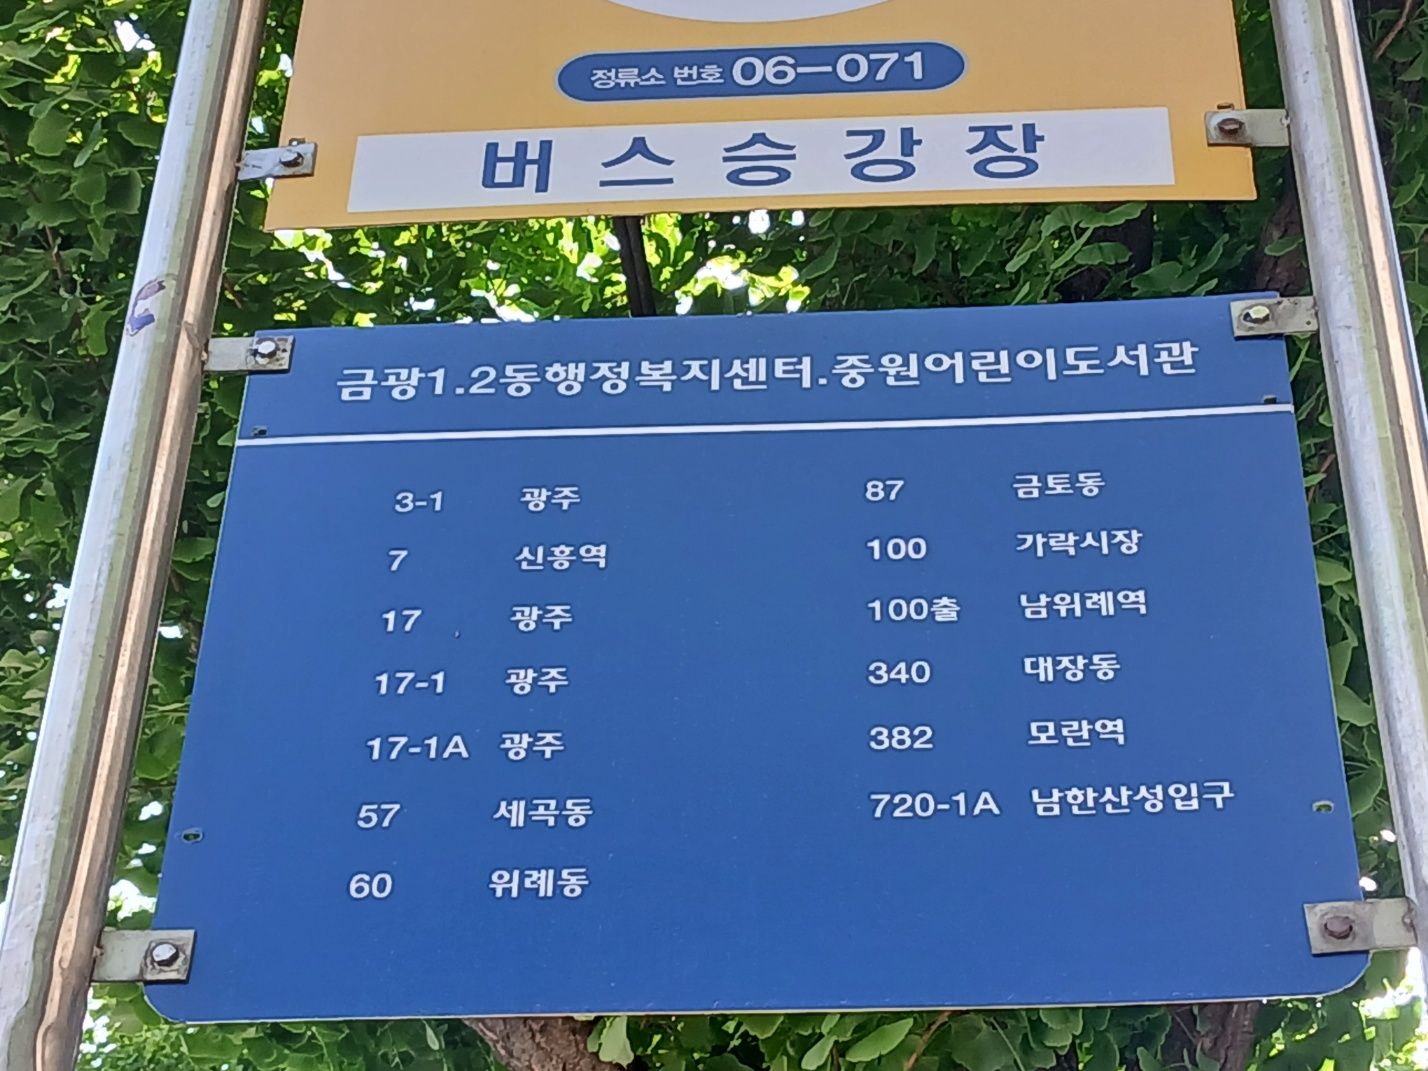 정류소 번호 06-071
버스승강장
금광1.2동행정복지센터.중원어린이도서관
3-1 광주
7 신흥역
17 광주
17-1 광주
17-1A 광주
57 세곡동
60 위례동
87 금토동
100 가락시장
100출 남위례역
340 대장동
382 모란역
720-1A 남한산성입구